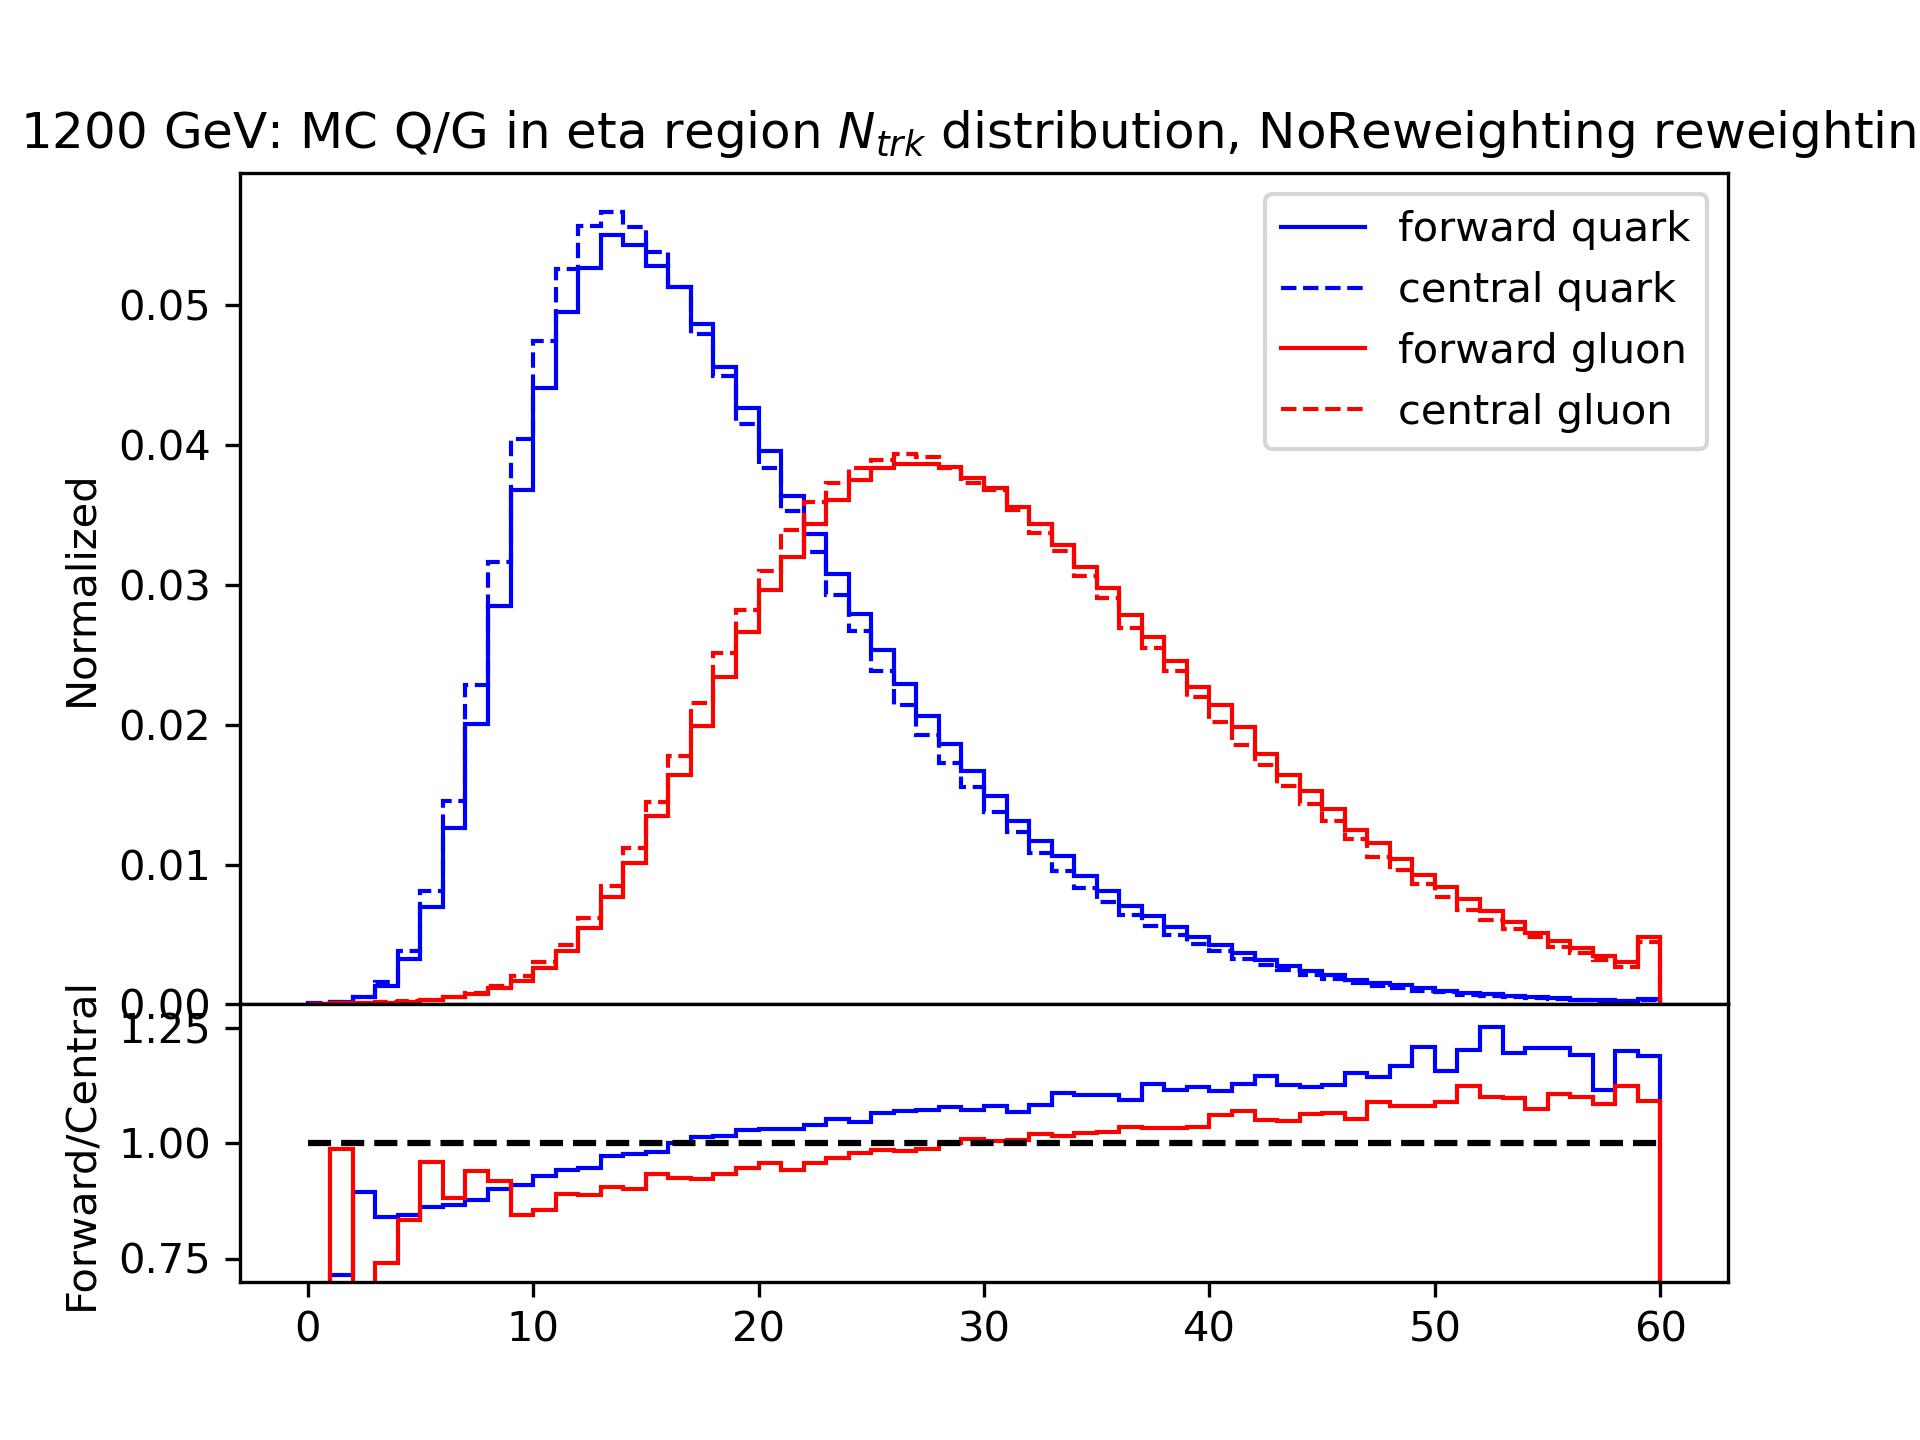 1200 GeV: MC Q/G in eta region N_trk distribution, NoReweighting reweightin
forward quark
central quark
forward gluon
central gluon
Normalized
0.05
0.04
0.03
0.02
0.01
0.00
Forward/Central
1.25
1.00
0.75
0 10 20 30 40 50 60